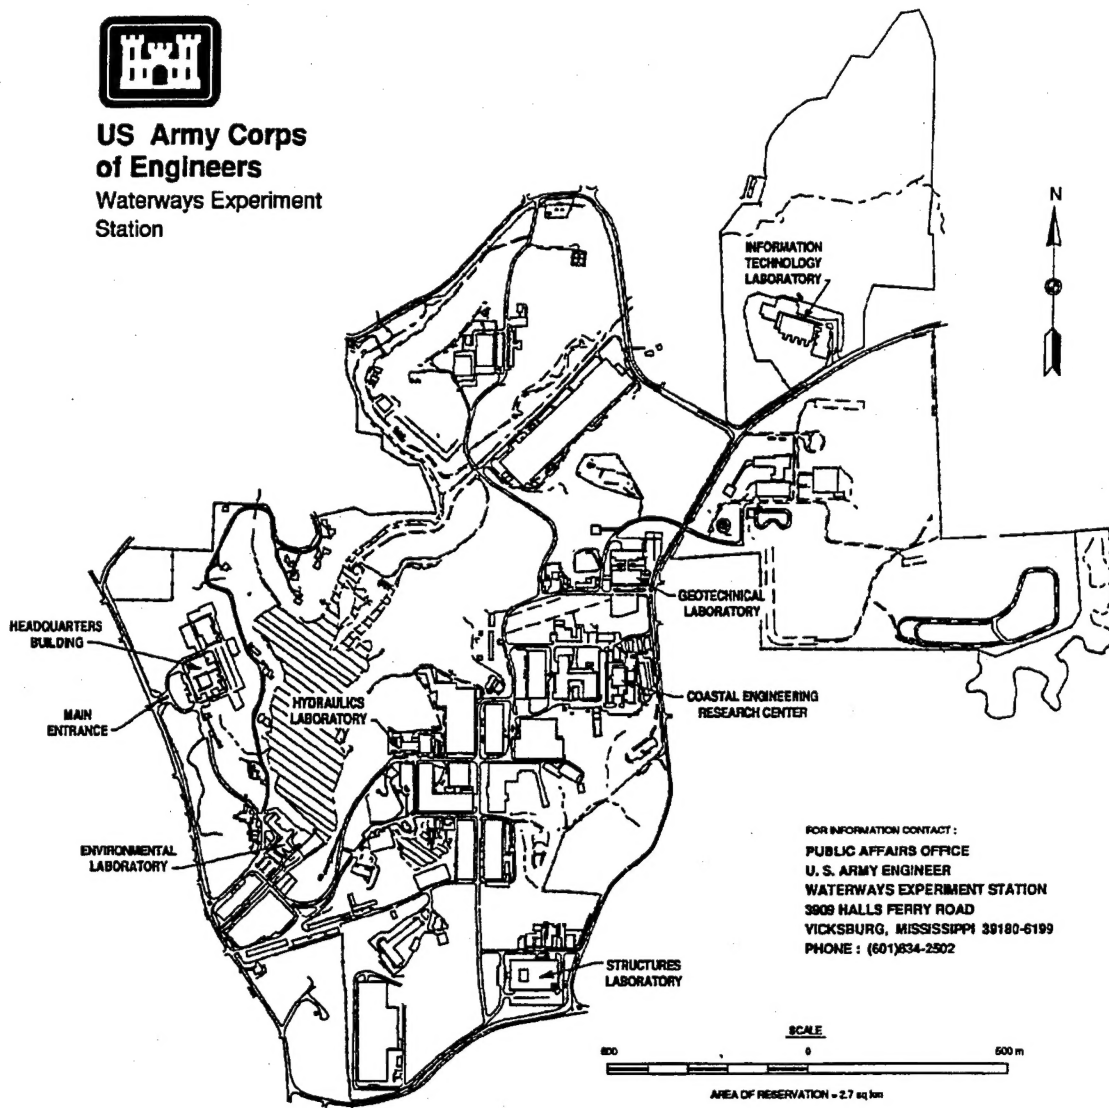 US Army Corps
of Engineers
Waterways Experiment
Station
N
INFORMATION
TECHNOLOGY
LABORATORY
GEOTECHNICAL
LABORATORY
HEADQUARTERS
BUILDING
MAIN
ENTRANCE
HYDRAULICS
LABORATORY
COASTAL ENGINEERING
RESEARCH CENTER
ENVIRONMENTAL
LABORATORY
STRUCTURES
LABORATORY
FOR INFORMATION CONTACT :
PUBLIC AFFAIRS OFFICE
U. S. ARMY ENGINEER
WATERWAYS EXPERIMENT STATION
3909 HALLS FERRY ROAD
VICKSBURG, MISSISSIPPI 39180-6199
PHONE : (601)634-2502
SCALE
500 0 500 m
AREA OF RESERVATION = 2.7 sq km